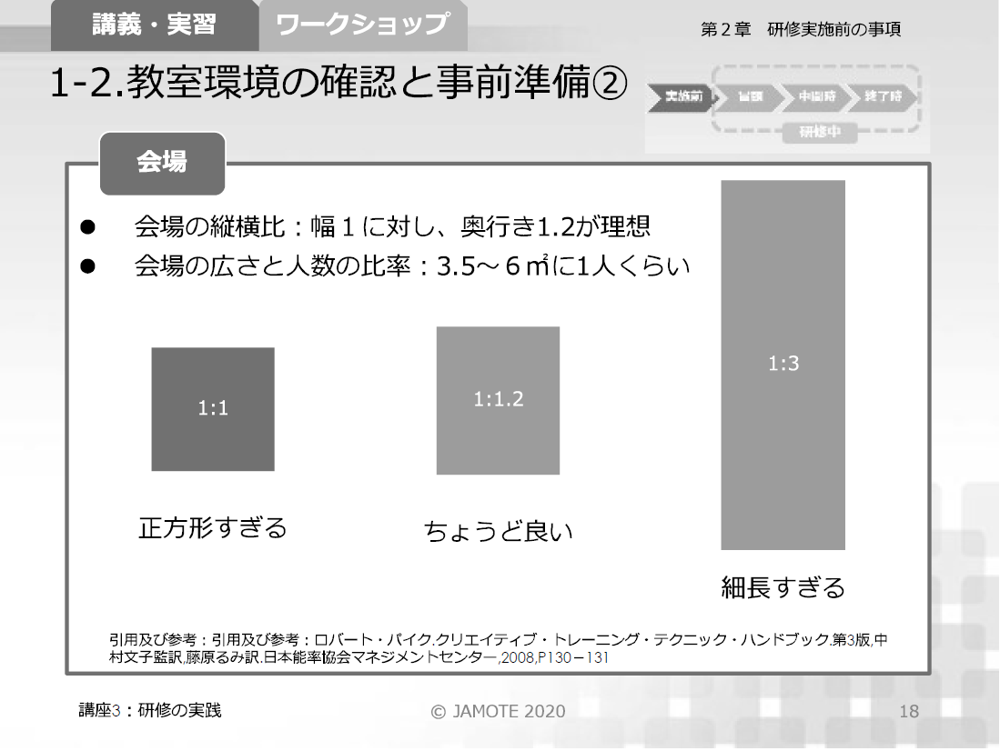 講義・実習
ワークショップ
第２章　研修実施前の事項
1-2.教室環境の確認と事前準備②
実施前
冒頭
中間時
終了時
研修中
会場
● 会場の縦横比：幅１に対し、奥行き1.2が理想
● 会場の広さと人数の比率：3.5～６㎡に1人くらい
1:1
1:1.2
1:3
正方形すぎる
ちょうど良い
細長すぎる
引用及び参考：引用及び参考：ロバート・パイク.クリエイティブ・トレーニング・テクニック・ハンドブック.第3版,中
村文子監訳,藤原るみ訳.日本能率協会マネジメントセンター,2008,P130－131
講座3：研修の実践
© JAMOTE 2020
18